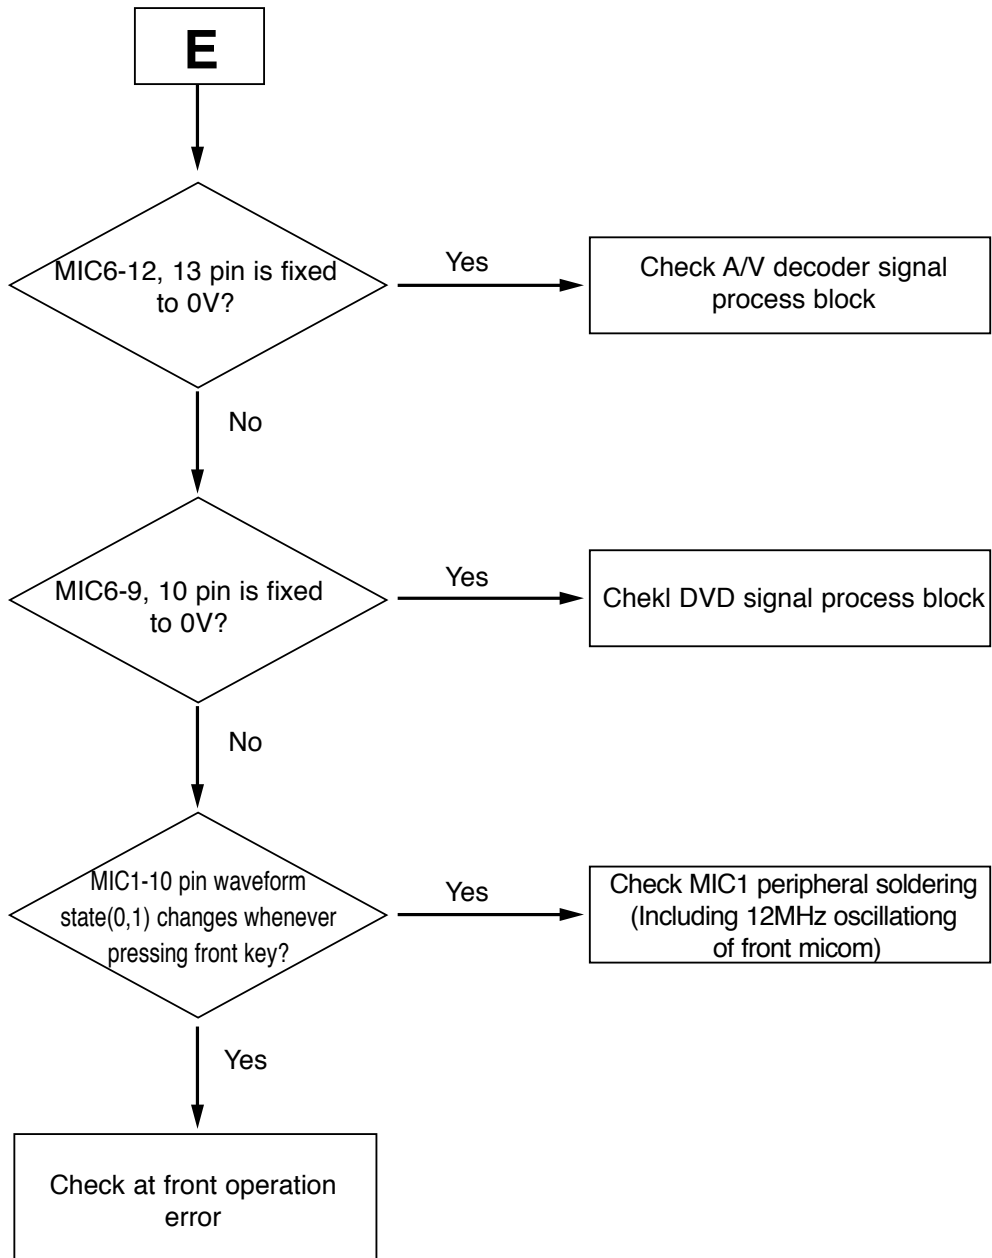 E
MIC6-12, 13 pin is fixed
to 0V?
Yes
Check A/V decoder signal
process block
No
MIC6-9, 10 pin is fixed
to 0V?
Yes
Chekl DVD signal process block
No
MIC1-10 pin waveform
state(0,1) changes whenever
pressing front key?
Yes
Check MIC1 peripheral soldering
(Including 12MHz oscillationg
of front micom)
Yes
Check at front operation
error